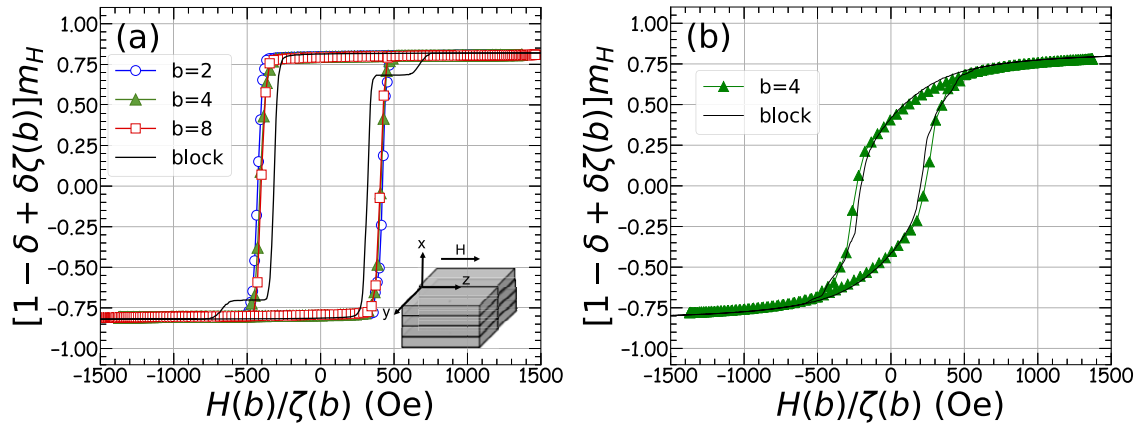 (a)
b=2
b=4
b=8
block
x
H
z
y
1.00
0.75
0.50
0.25
0.00
-0.25
-0.50
-0.75
-1.00
-1500 -1000 -500 0 500 1000 1500
H(b)/ζ(b) (Oe)
[1 − δ + δζ(b)]m_H
(b)
b=4
block
1.00
0.75
0.50
0.25
0.00
-0.25
-0.50
-0.75
-1.00
-1500 -1000 -500 0 500 1000 1500
H(b)/ζ(b) (Oe)
[1 − δ + δζ(b)]m_H